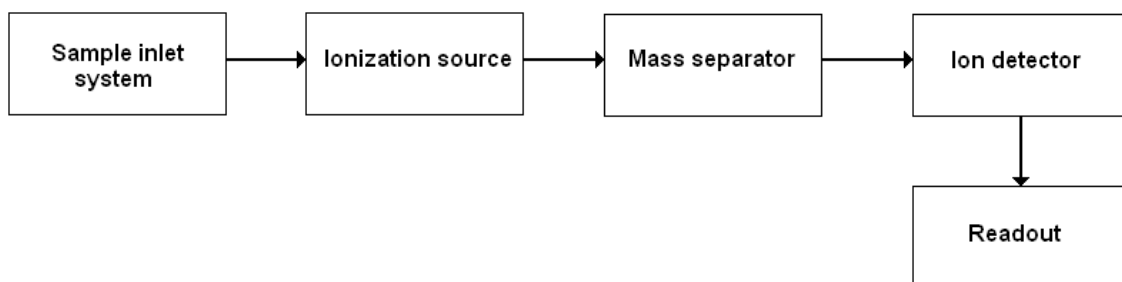 Sample inlet
system
Ionization source
Mass separator
Ion detector
Readout